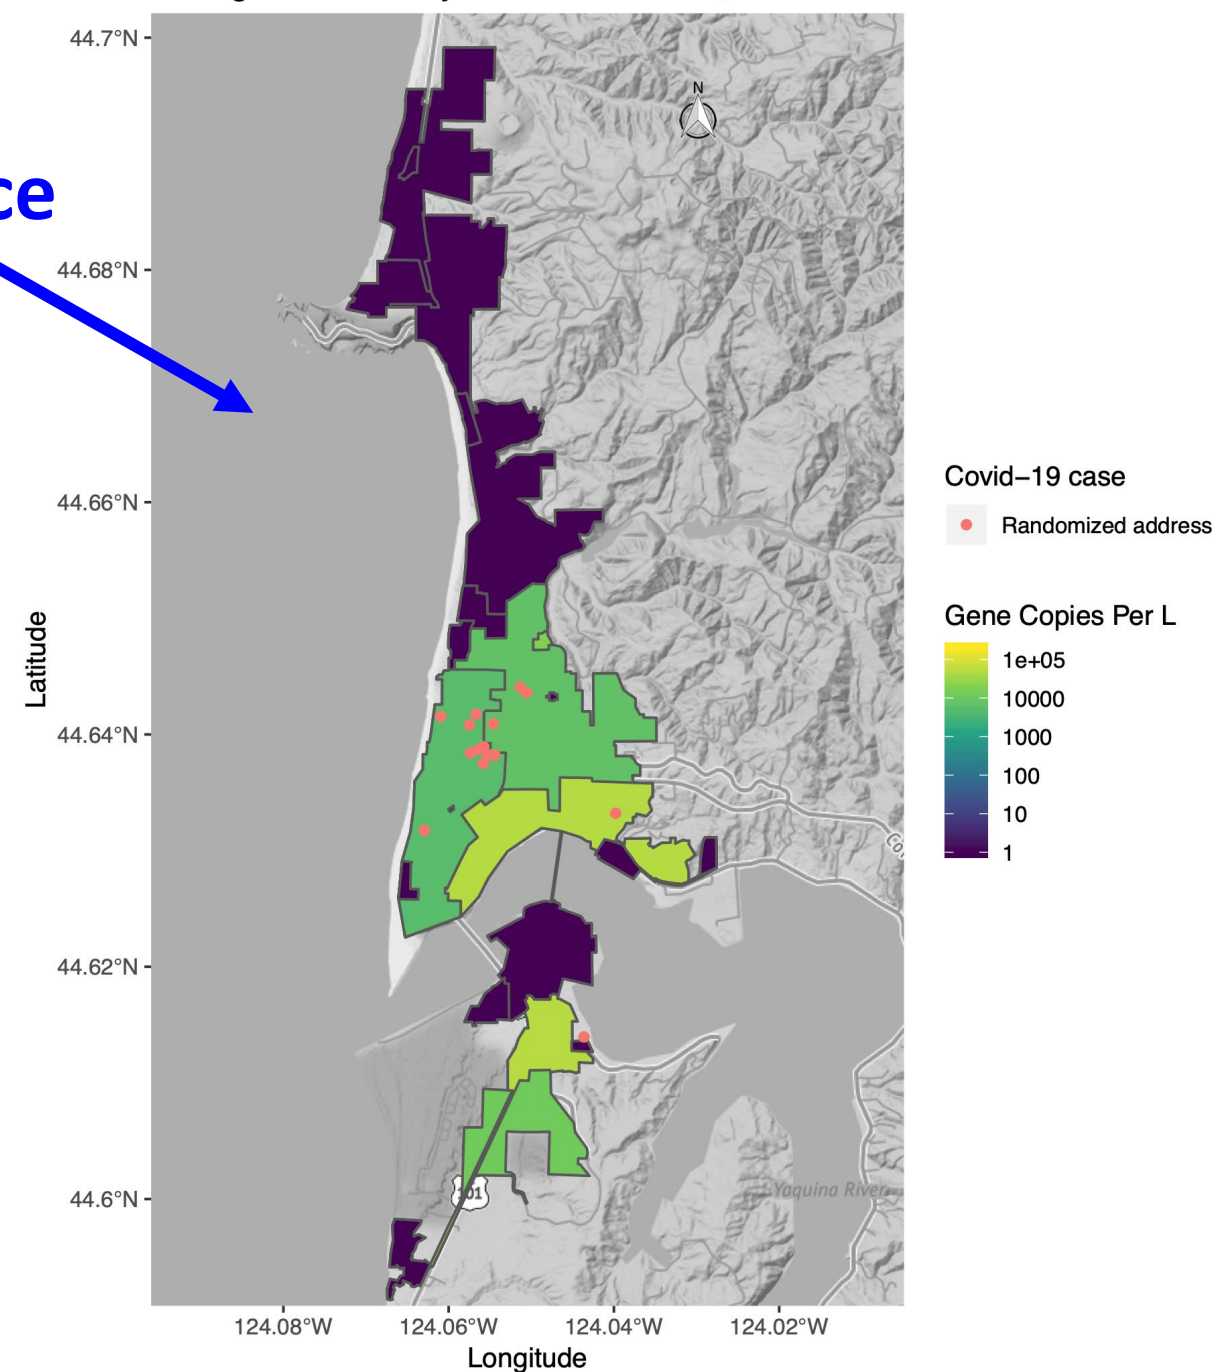 44.7°N
N
ce
44.68°N
44.66°N
Covid−19 case
Randomized address
Gene Copies Per L
1e+05
10000
1000
100
10
1
Latitude
44.64°N
44.62°N
44.6°N
101
Yaquina River
124.08°W
124.06°W
124.04°W
124.02°W
Longitude